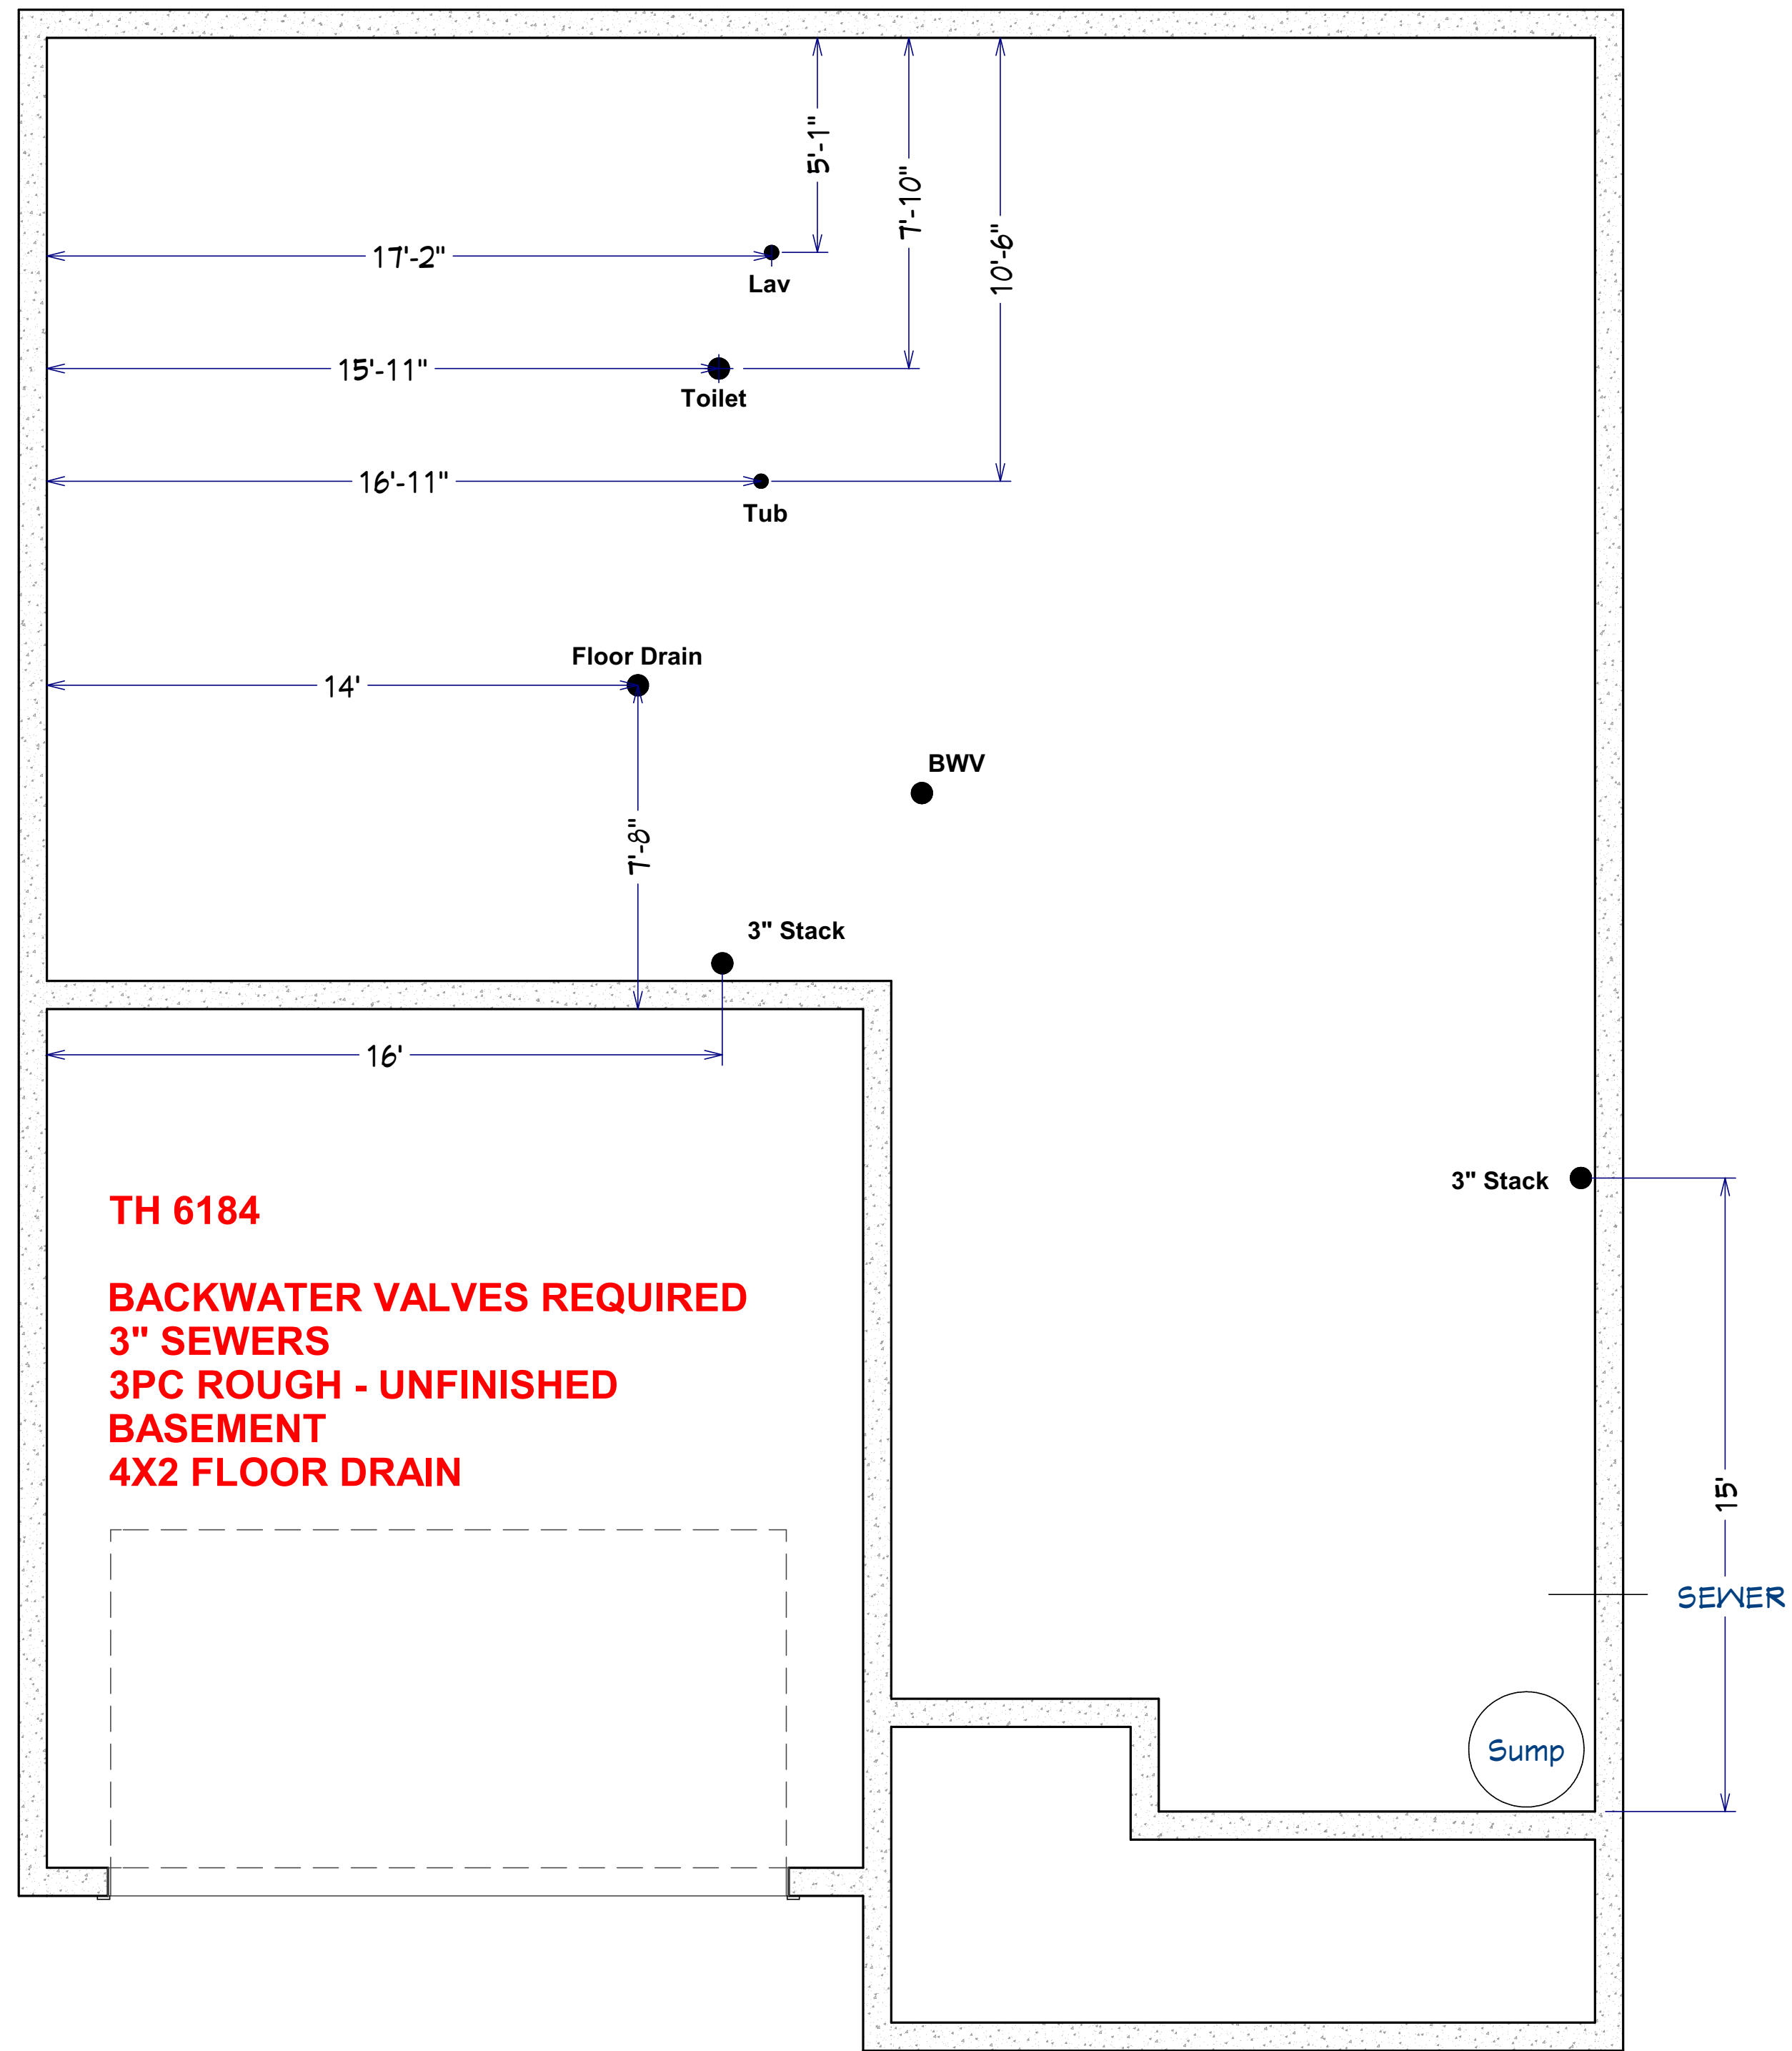 5'-1"
7'-10"
10'-6"
17'-2"
Lav
15'-11"
Toilet
16'-11"
Tub
Floor Drain
14'
BWV
7'-8"
3" Stack
16'
3" Stack
TH 6184
BACKWATER VALVES REQUIRED
3" SEWERS
3PC ROUGH - UNFINISHED
BASEMENT
4X2 FLOOR DRAIN
15'
SEWER
Sump